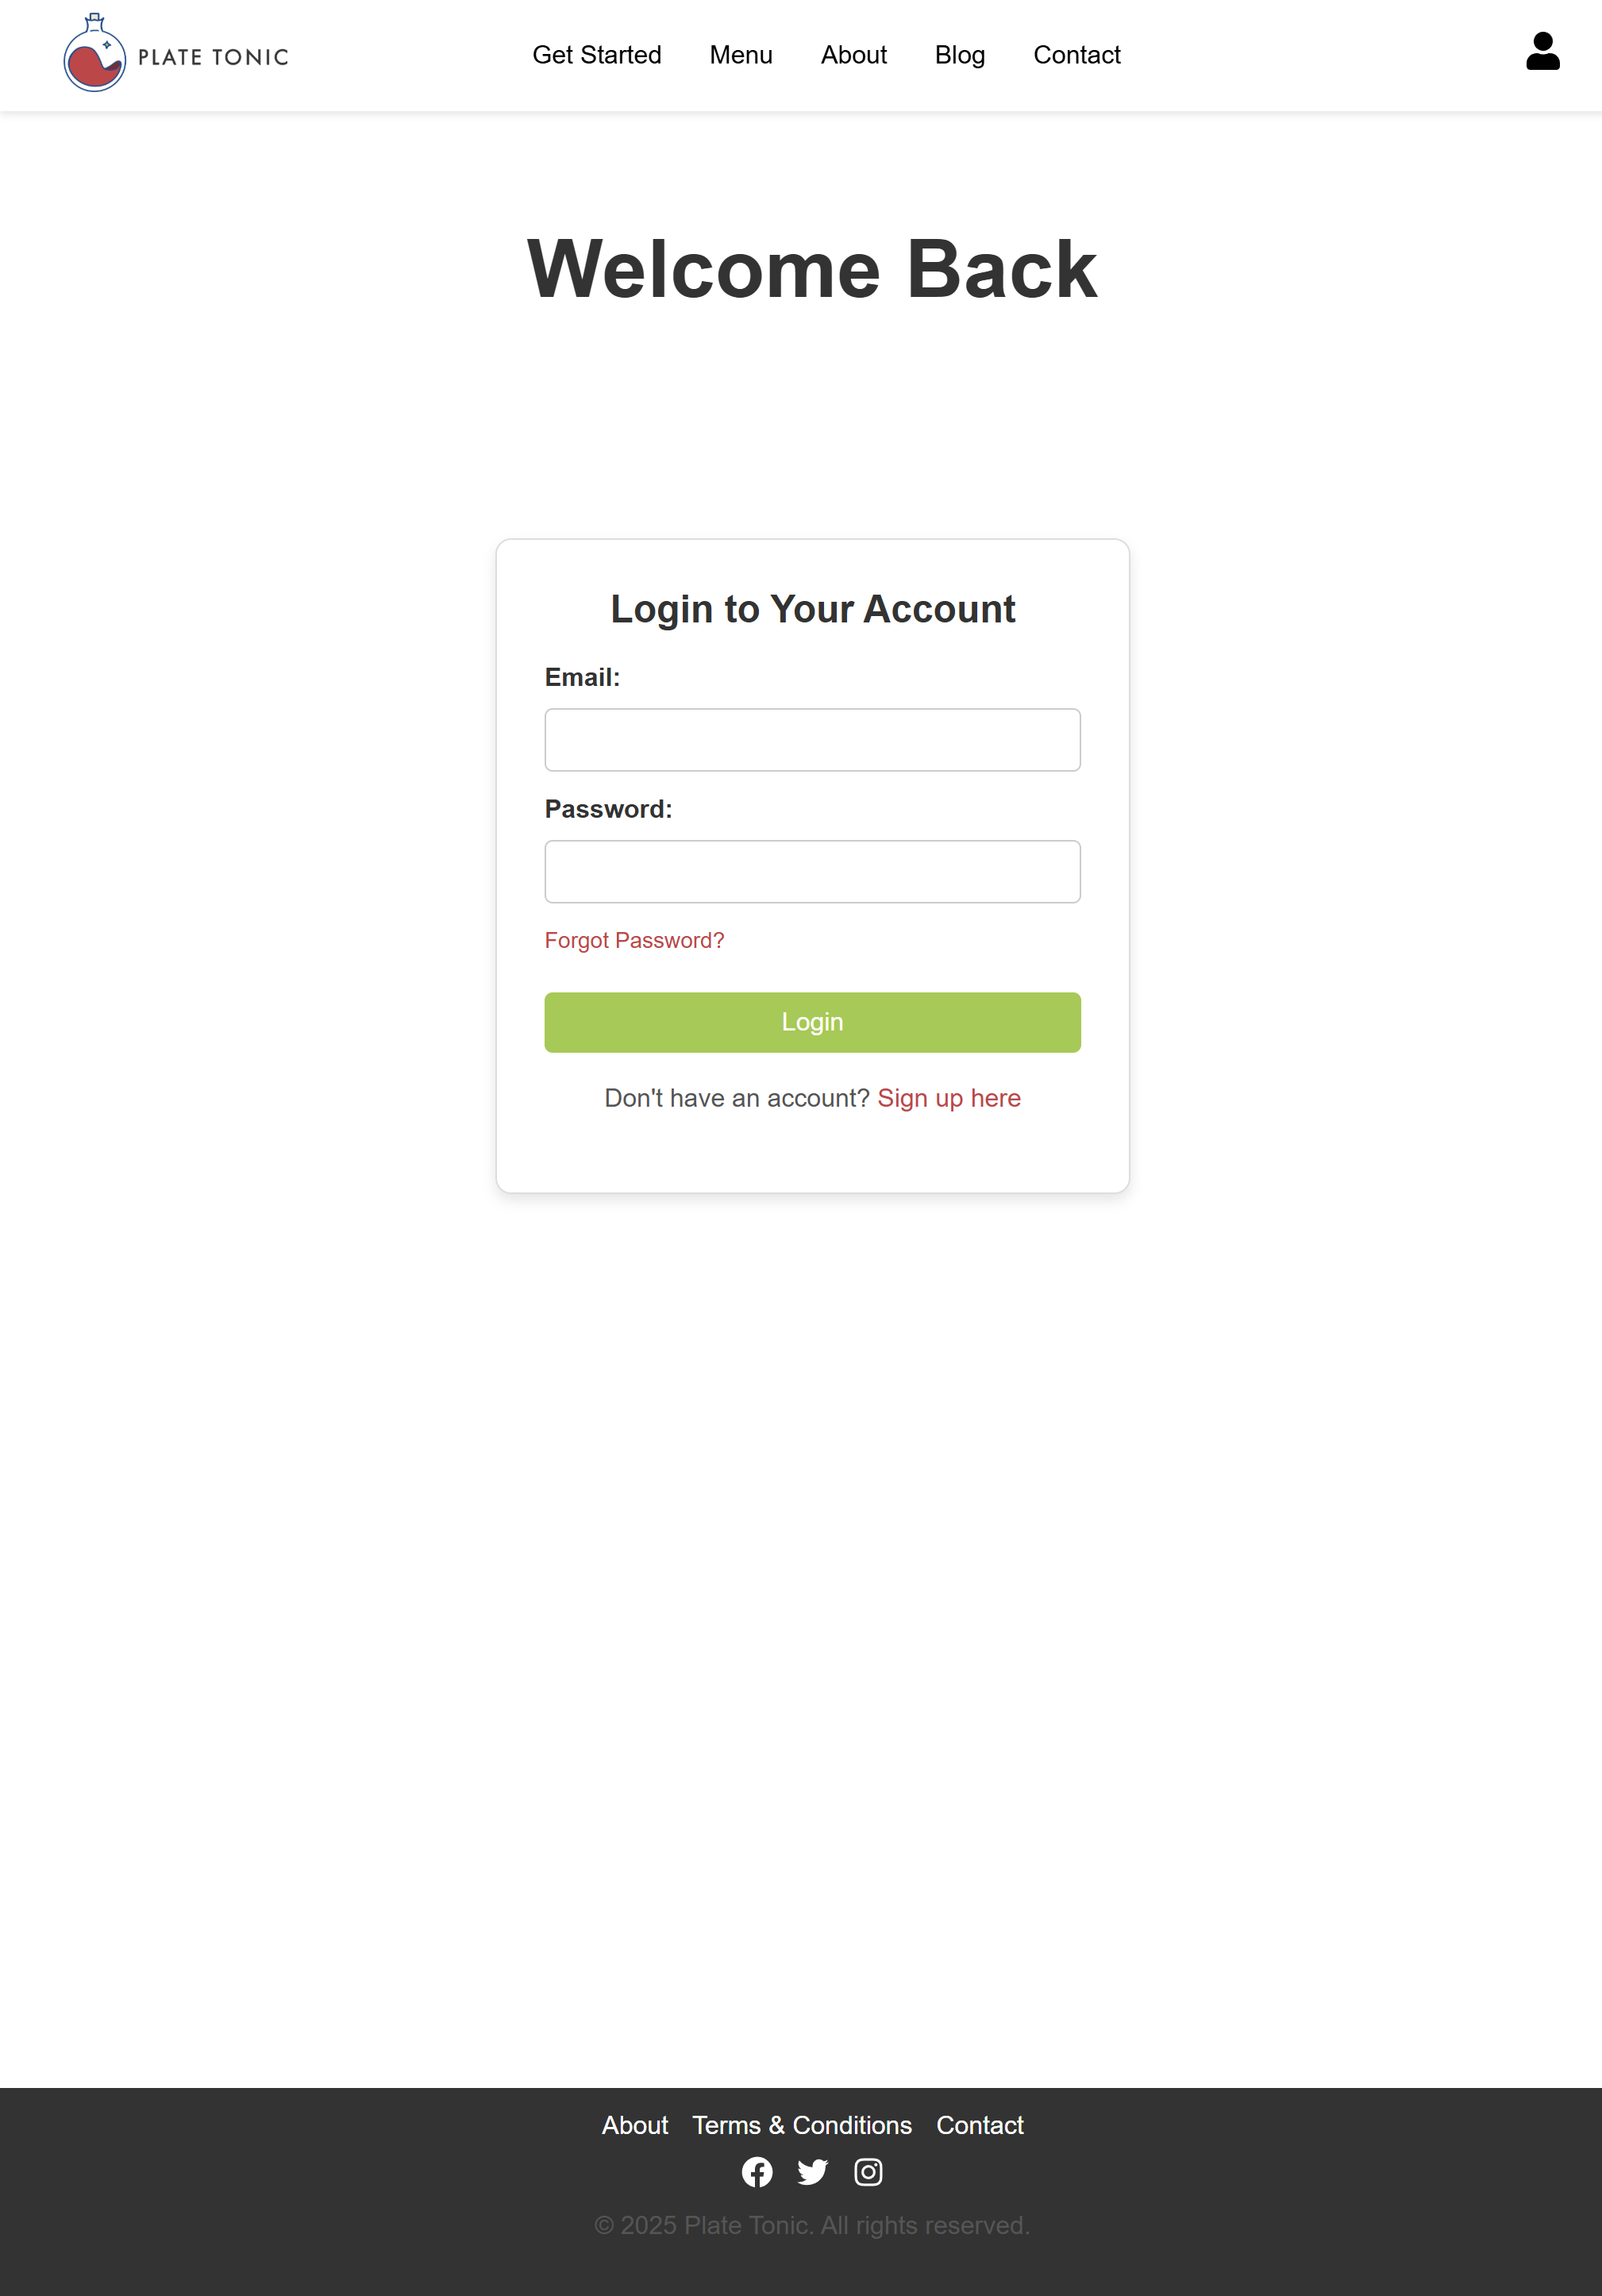 PLATE TONIC
Get Started Menu About Blog Contact
Welcome Back
Login to Your Account
Email:
Password:
Forgot Password?
Login
Don't have an account? Sign up here
About Terms & Conditions Contact
© 2025 Plate Tonic. All rights reserved.